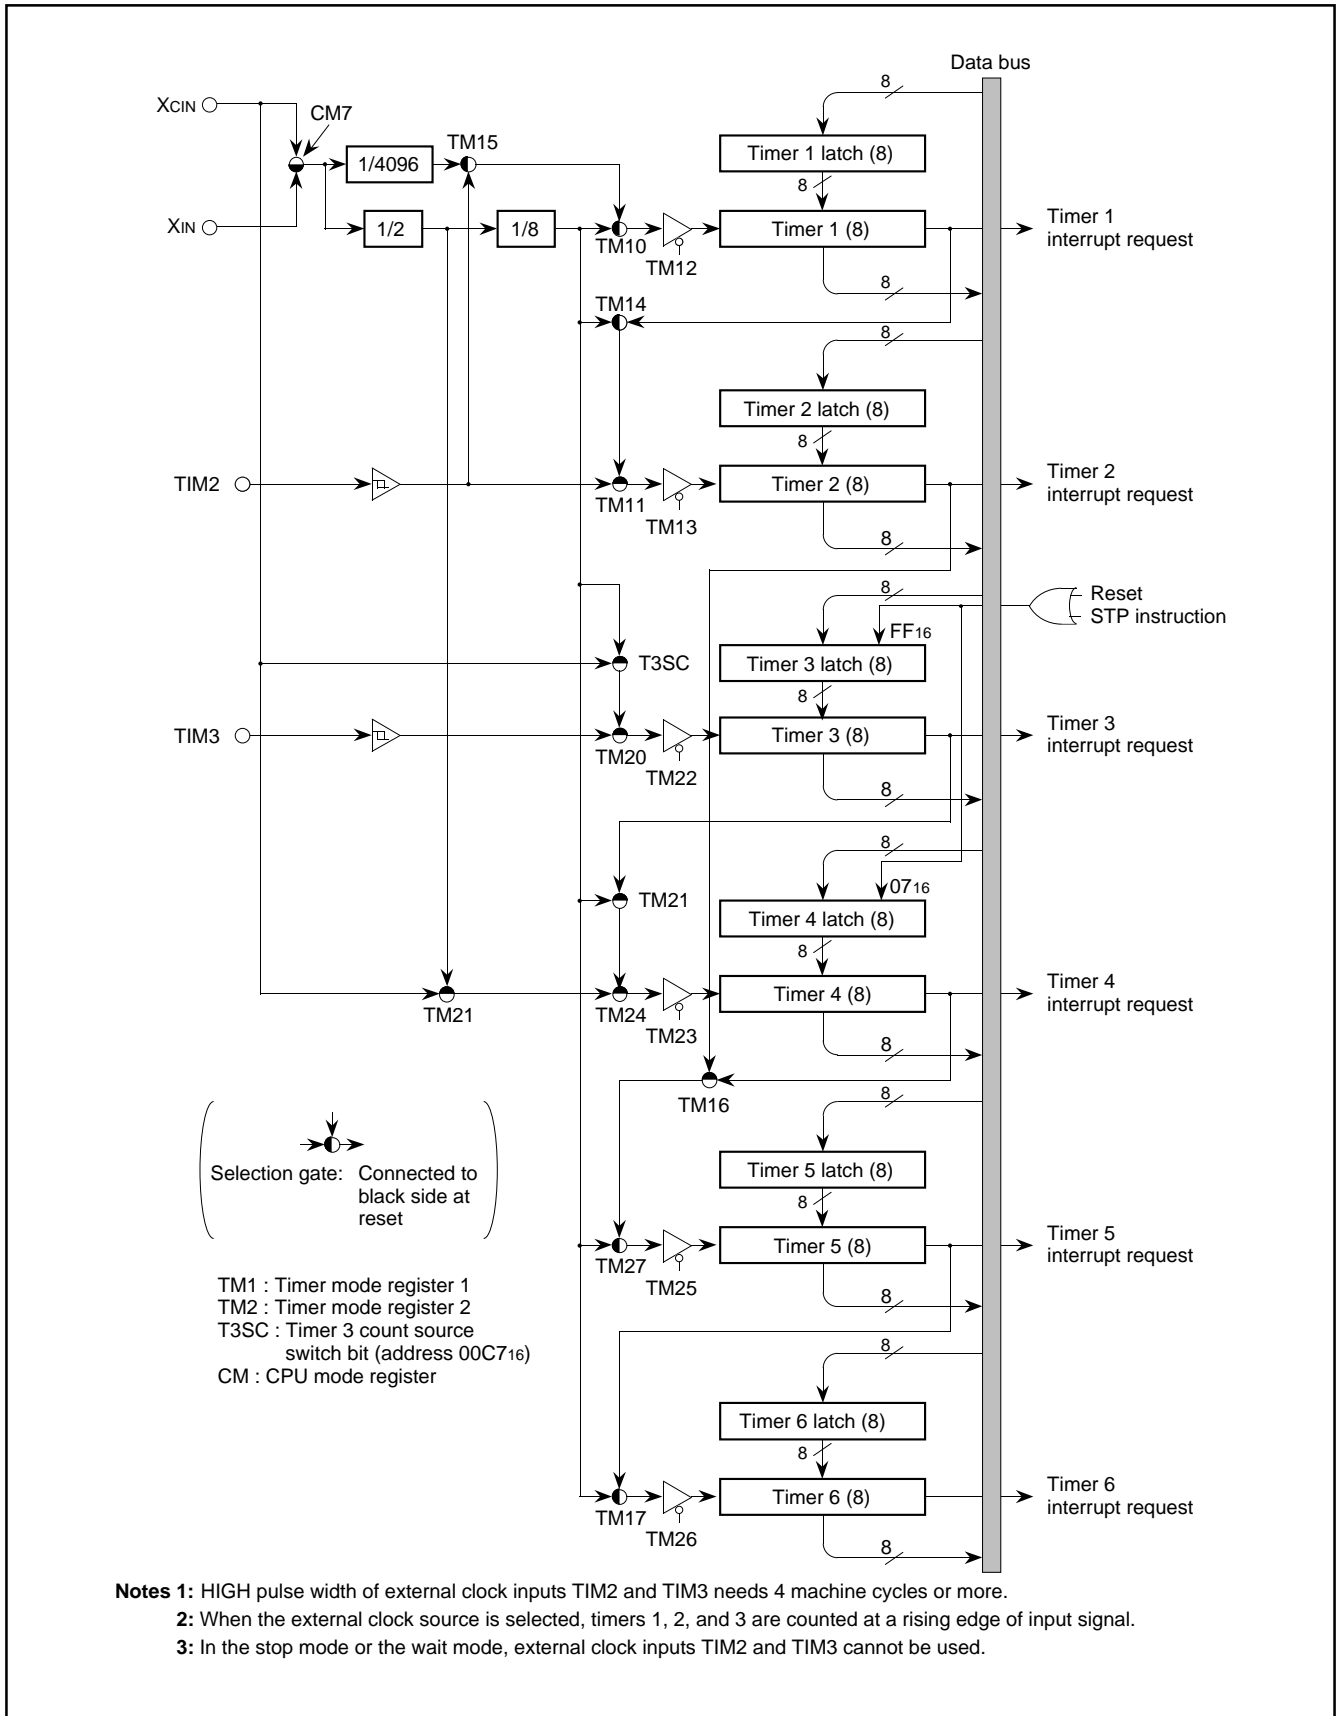 Data bus
8
XCIN
CM7
TM15
1/4096
Timer 1 latch (8)
8
XIN
1/2
1/8
TM10
TM12
Timer 1 (8)
Timer 1
interrupt request
8
TM14
8
Timer 2 latch (8)
8
TIM2
TM11
TM13
Timer 2 (8)
Timer 2
interrupt request
8
8
Reset
STP instruction
FF16
T3SC
Timer 3 latch (8)
8
TIM3
TM20
TM22
Timer 3 (8)
Timer 3
interrupt request
8
8
0716
TM21
Timer 4 latch (8)
8
TM21
TM24
TM23
Timer 4 (8)
Timer 4
interrupt request
8
TM16
8
Selection gate: Connected to
black side at
reset
Timer 5 latch (8)
8
TM27
TM25
Timer 5 (8)
Timer 5
interrupt request
8
TM1 : Timer mode register 1
TM2 : Timer mode register 2
T3SC : Timer 3 count source
switch bit (address 00C716)
CM : CPU mode register
8
Timer 6 latch (8)
8
TM17
TM26
Timer 6 (8)
Timer 6
interrupt request
8
Notes 1: HIGH pulse width of external clock inputs TIM2 and TIM3 needs 4 machine cycles or more.
2: When the external clock source is selected, timers 1, 2, and 3 are counted at a rising edge of input signal.
3: In the stop mode or the wait mode, external clock inputs TIM2 and TIM3 cannot be used.